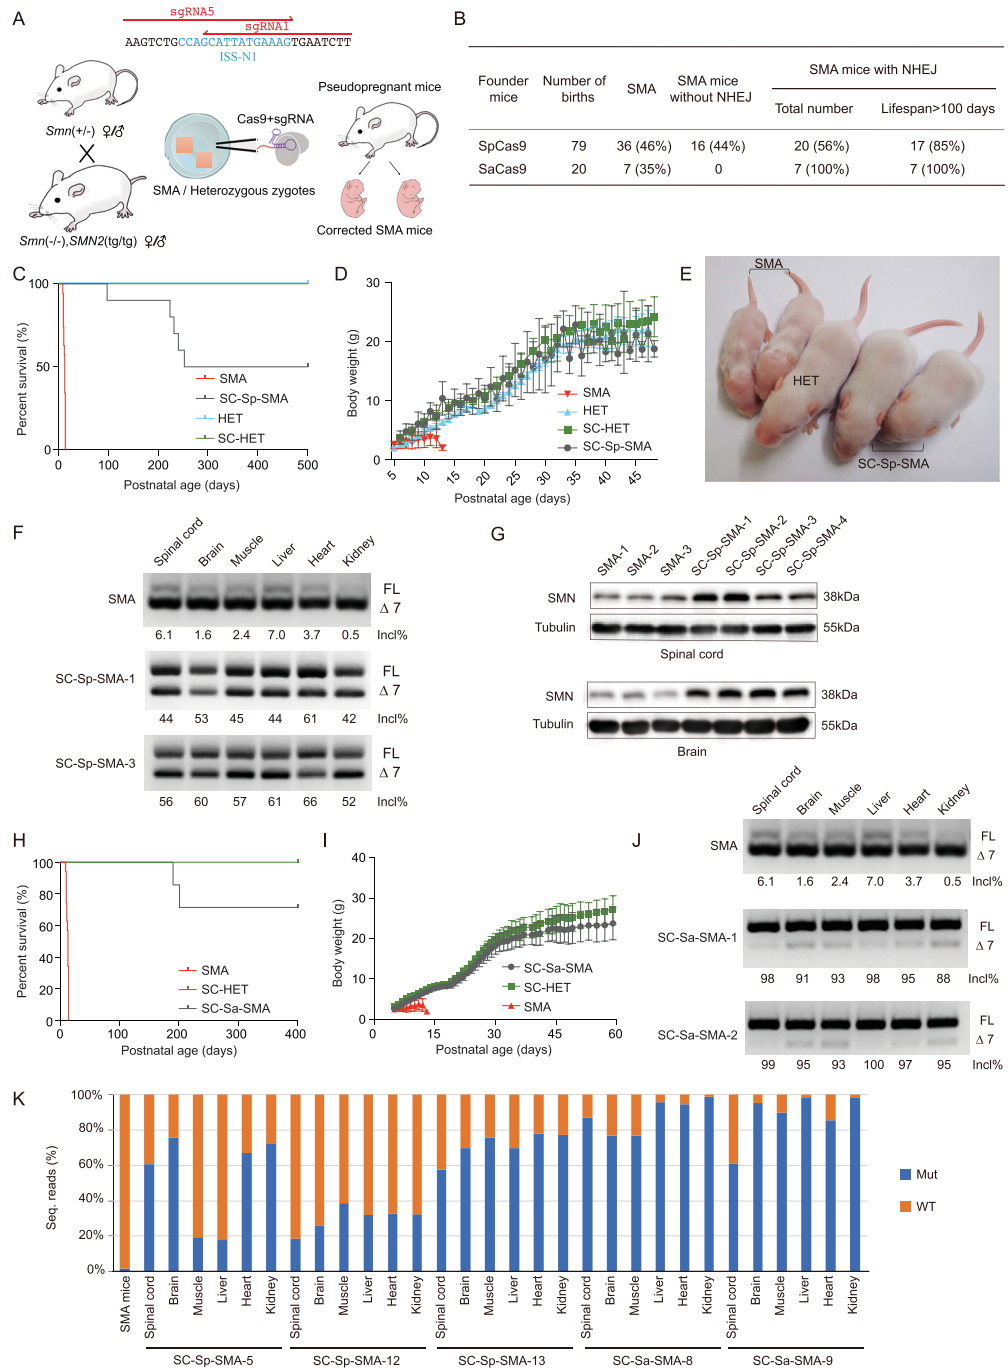 A
sgRNA5
sgRNA1
AAGTCTGCCAGCATTATGAAAGTGAATCTT
ISS-N1
Smn(+/-) ♀/♂
Cas9+sgRNA
Pseudopregnant mice
SMA / Heterozygous zygotes
Smn(-/-),SMN2(tg/tg) ♀/♂
Corrected SMA mice
B
Founder mice
Number of births
SMA
SMA mice without NHEJ
SMA mice with NHEJ
Total number
Lifespan>100 days
SpCas9 79 36 (46%) 16 (44%) 20 (56%) 17 (85%)
SaCas9 20 7 (35%) 0 7 (100%) 7 (100%)
C
Percent survival (%)
100
50
0
0 100 200 300 400 500
Postnatal age (days)
SMA
SC-Sp-SMA
HET
SC-HET
D
Body weight (g)
30
20
10
0
5 10 15 20 25 30 35 40 45
Postnatal age (days)
SMA
HET
SC-HET
SC-Sp-SMA
E
SMA
HET
SC-Sp-SMA
F
Spinal cord Brain Muscle Liver Heart Kidney
SMA
FL
Δ 7
6.1 1.6 2.4 7.0 3.7 0.5 Incl%
SC-Sp-SMA-1
FL
Δ 7
44 53 45 44 61 42 Incl%
SC-Sp-SMA-3
FL
Δ 7
56 60 57 61 66 52 Incl%
G
SMA-1 SMA-2 SMA-3 SC-Sp-SMA-1 SC-Sp-SMA-2 SC-Sp-SMA-3 SC-Sp-SMA-4
SMN 38kDa
Tubulin 55kDa
Spinal cord
SMN 38kDa
Tubulin 55kDa
Brain
H
Percent survival (%)
100
80
60
40
20
0
0 100 200 300 400
Postnatal age (days)
SMA
SC-HET
SC-Sa-SMA
I
Body weight (g)
40
30
20
10
0
0 15 30 45 60
Postnatal age (days)
SC-Sa-SMA
SC-HET
SMA
J
Spinal cord Brain Muscle Liver Heart Kidney
SMA
FL
Δ 7
6.1 1.6 2.4 7.0 3.7 0.5 Incl%
SC-Sa-SMA-1
FL
Δ 7
98 91 93 98 95 88 Incl%
SC-Sa-SMA-2
FL
Δ 7
99 95 93 100 97 95 Incl%
K
Seq. reads (%)
100%
80%
60%
40%
20%
0%
Mut
WT
SMA mice Spinal cord Brain Muscle Liver Heart Kidney Spinal cord Brain Muscle Liver Heart Kidney Spinal cord Brain Muscle Liver Heart Kidney Spinal cord Brain Muscle Liver Heart Kidney Spinal cord Brain Muscle Liver Heart Kidney
SC-Sp-SMA-5 SC-Sp-SMA-12 SC-Sp-SMA-13 SC-Sa-SMA-8 SC-Sa-SMA-9